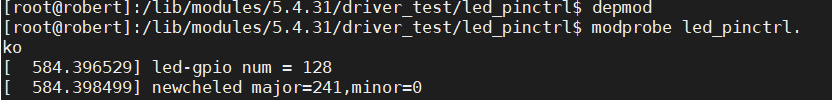 [root@robert]:/lib/modules/5.4.31/driver_test/led_pinctrl$ depmod
[root@robert]:/lib/modules/5.4.31/driver_test/led_pinctrl$ modprobe led_pinctrl.
ko
[  584.396529] led-gpio num = 128
[  584.398499] newcheled major=241,minor=0